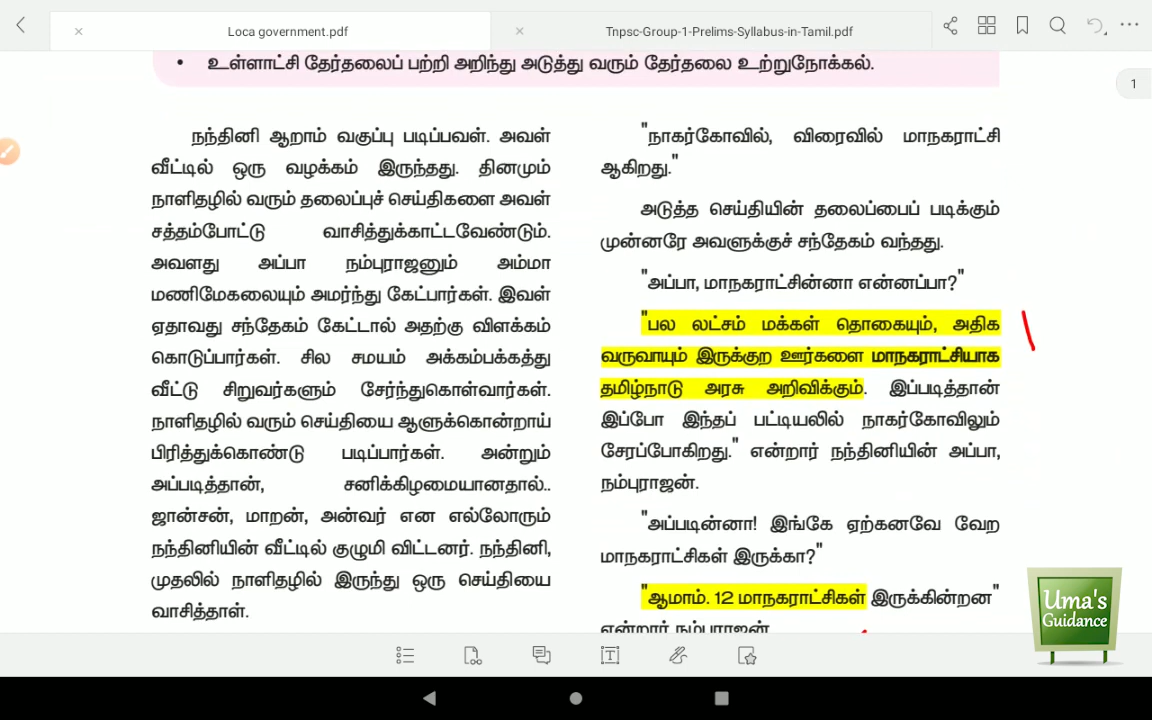 Loca government.pdf
Tnpsc-Group-1-Prelims-Syllabus-in-Tamil.pdf
1
• உள்ளாட்சி தேர்தலைப் பற்றி அறிந்து அடுத்து வரும் தேர்தலை உற்றுநோக்கல்.
நந்தினி ஆறாம் வகுப்பு படிப்பவள். அவள்
வீட்டில் ஒரு வழக்கம் இருந்தது. தினமும்
நாளிதழில் வரும் தலைப்புச் செய்திகளை அவள்
சத்தம்போட்டு வாசித்துக்காட்டவேண்டும்.
அவளது அப்பா நம்புராஜனும் அம்மா
மணிமேகலையும் அமர்ந்து கேட்பார்கள். இவள்
ஏதாவது சந்தேகம் கேட்டால் அதற்கு விளக்கம்
கொடுப்பார்கள். சில சமயம் அக்கம்பக்கத்து
வீட்டு சிறுவர்களும் சேர்ந்துகொள்வார்கள்.
நாளிதழில் வரும் செய்தியை ஆளுக்கொன்றாய்
பிரித்துக்கொண்டு படிப்பார்கள். அன்றும்
அப்படித்தான், சனிக்கிழமையானதால்..
ஜான்சன், மாறன், அன்வர் என எல்லோரும்
நந்தினியின் வீட்டில் குழுமி விட்டனர். நந்தினி,
முதலில் நாளிதழில் இருந்து ஒரு செய்தியை
வாசித்தாள்.
"நாகர்கோவில், விரைவில் மாநகராட்சி
ஆகிறது."
அடுத்த செய்தியின் தலைப்பைப் படிக்கும்
முன்னரே அவளுக்குச் சந்தேகம் வந்தது.
"அப்பா, மாநகராட்சின்னா என்னப்பா?"
"பல லட்சம் மக்கள் தொகையும், அதிக
வருவாயும் இருக்குற ஊர்களை மாநகராட்சியாக
தமிழ்நாடு அரசு அறிவிக்கும். இப்படித்தான்
இப்போ இந்தப் பட்டியலில் நாகர்கோவிலும்
சேரப்போகிறது." என்றார் நந்தினியின் அப்பா,
நம்புராஜன்.
"அப்படின்னா! இங்கே ஏற்கனவே வேற
மாநகராட்சிகள் இருக்கா?"
"ஆமாம். 12 மாநகராட்சிகள் இருக்கின்றன"
என்றார் நம்புராஜன்
Uma's
Guidance